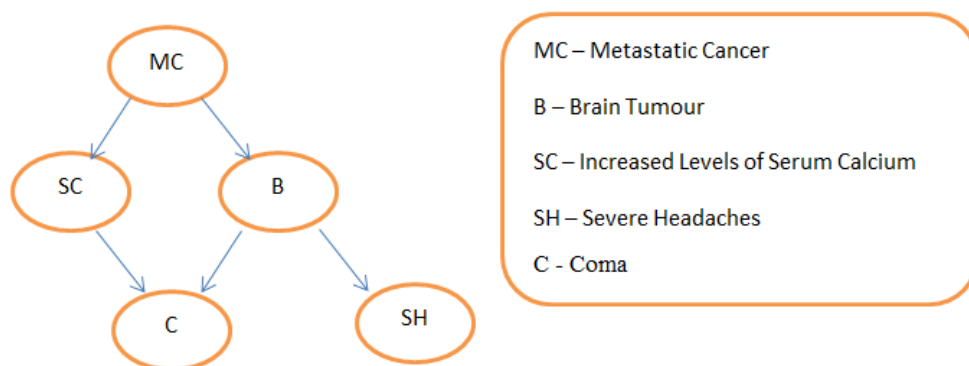 MC
SC
B
C
SH
MC – Metastatic Cancer
B – Brain Tumour
SC – Increased Levels of Serum Calcium
SH – Severe Headaches
C - Coma